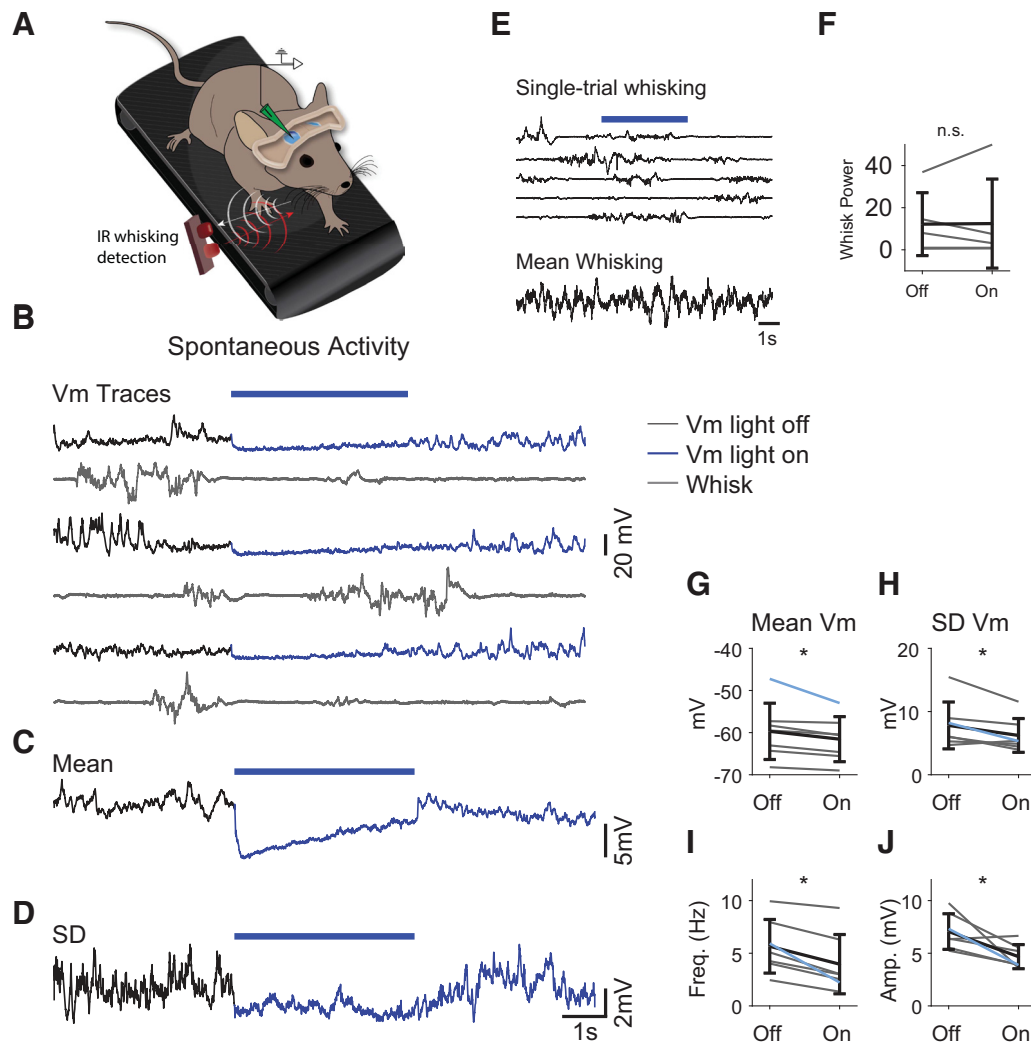 A
IR whisking
detection
B
Spontaneous Activity
Vm Traces
Vm light off
Vm light on
Whisk
20 mV
C
Mean
5mV
D
SD
2mV
1s
E
Single-trial whisking
Mean Whisking
1s
F
n.s.
Whisk Power
40
20
0
Off On
G
Mean Vm
*
mV
-40
-50
-60
-70
Off On
H
SD Vm
*
mV
20
10
0
Off On
I
*
Freq. (Hz)
10
5
0
Off On
J
*
Amp. (mV)
10
5
0
Off On